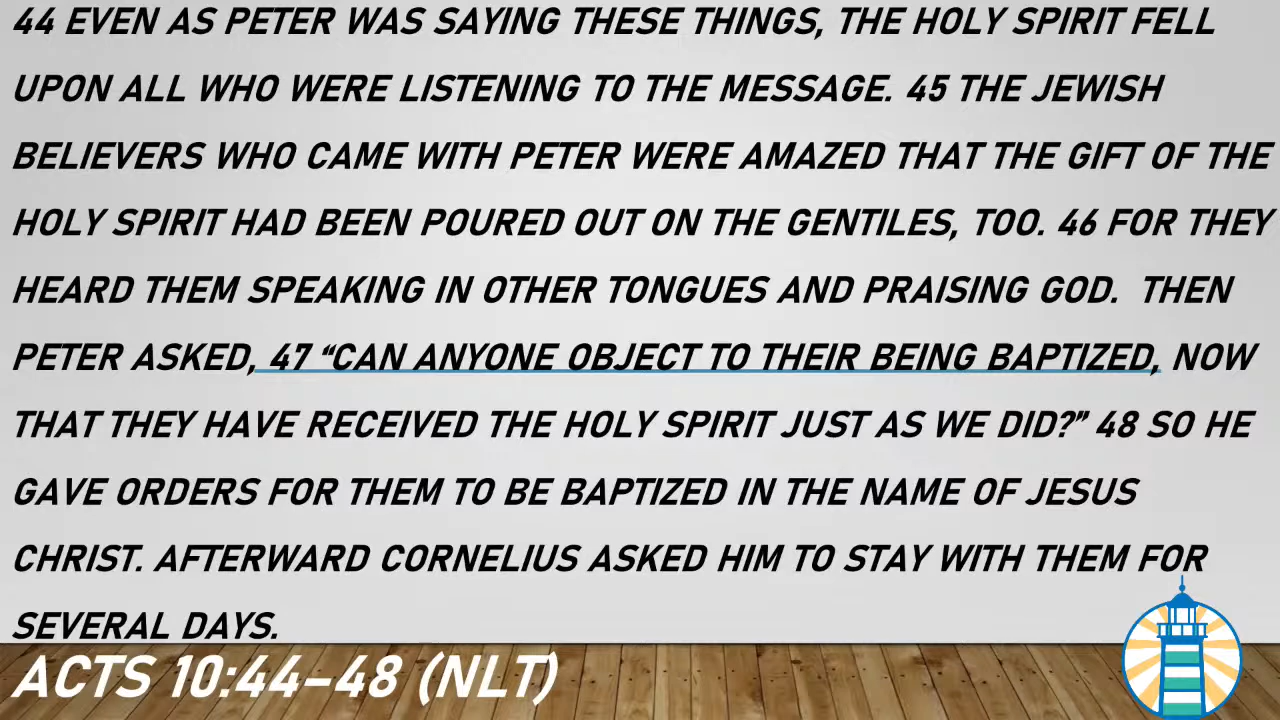 44 EVEN AS PETER WAS SAYING THESE THINGS, THE HOLY SPIRIT FELL
UPON ALL WHO WERE LISTENING TO THE MESSAGE. 45 THE JEWISH
BELIEVERS WHO CAME WITH PETER WERE AMAZED THAT THE GIFT OF THE
HOLY SPIRIT HAD BEEN POURED OUT ON THE GENTILES, TOO. 46 FOR THEY
HEARD THEM SPEAKING IN OTHER TONGUES AND PRAISING GOD.  THEN
PETER ASKED, 47 “CAN ANYONE OBJECT TO THEIR BEING BAPTIZED, NOW
THAT THEY HAVE RECEIVED THE HOLY SPIRIT JUST AS WE DID?” 48 SO HE
GAVE ORDERS FOR THEM TO BE BAPTIZED IN THE NAME OF JESUS
CHRIST. AFTERWARD CORNELIUS ASKED HIM TO STAY WITH THEM FOR
SEVERAL DAYS.
ACTS 10:44–48 (NLT)